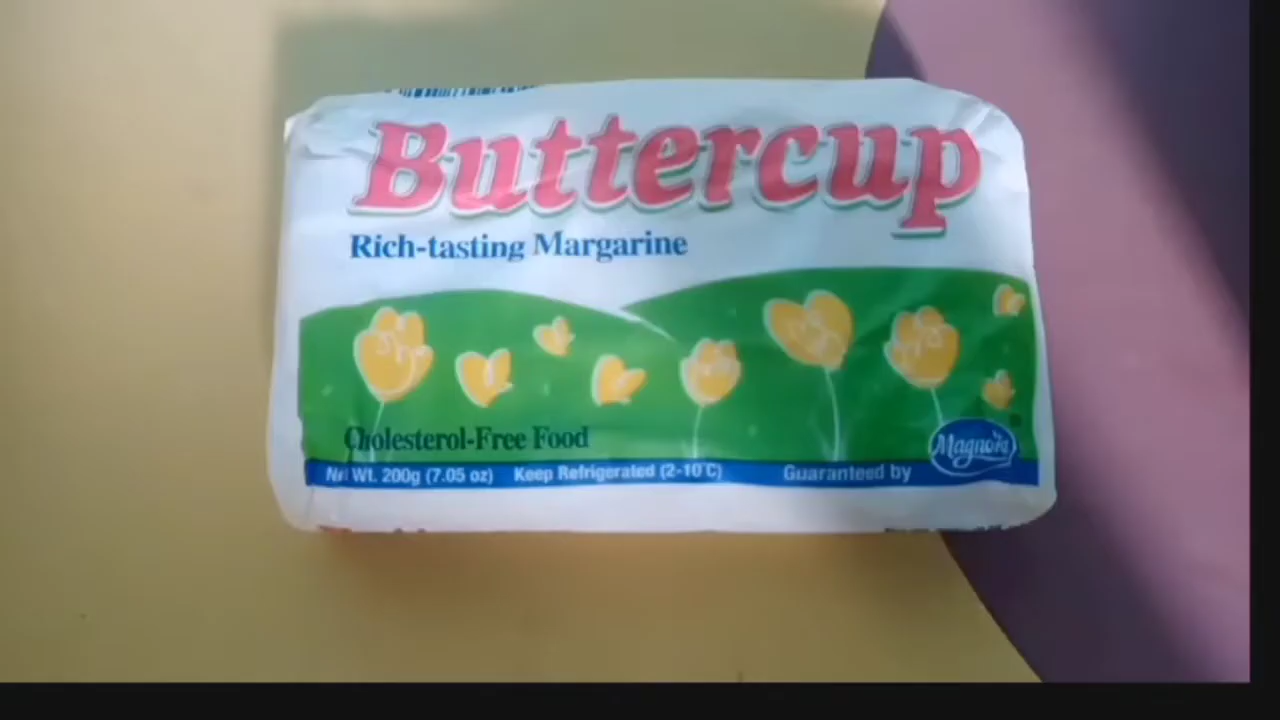 Buttercup
Rich-tasting Margarine
Cholesterol-Free Food
Net Wt. 200g (7.05 oz) Keep Refrigerated (2-10°C) Guaranteed by
Magnolia